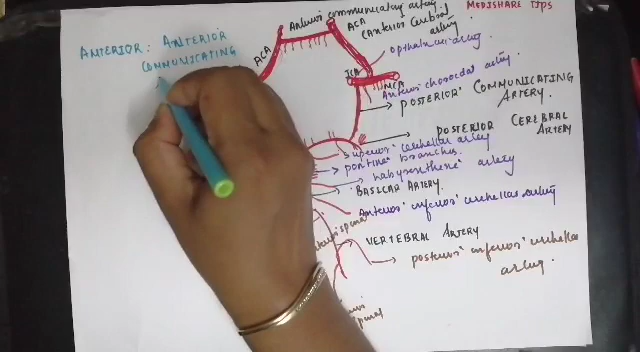 MEDISHARE TIPS
Anterior communicating artery
ACA
(Anterior cerebral
artery
ANTERIOR: ANTERIOR
COMMUNICATING
ACA
opthalmic artery
ICA
MCA
Anterior choroidal artery
POSTERIOR COMMUNICATING
ARTERY.
POSTERIOR CEREBRAL
ARTERY
superior cerebellar artery
pontine branches
labyrinthine artery
BASILAR ARTERY.
Anterior inferior cerebellar artery
VERTEBRAL ARTERY
posterior inferior cerebellar
artery.
spinal